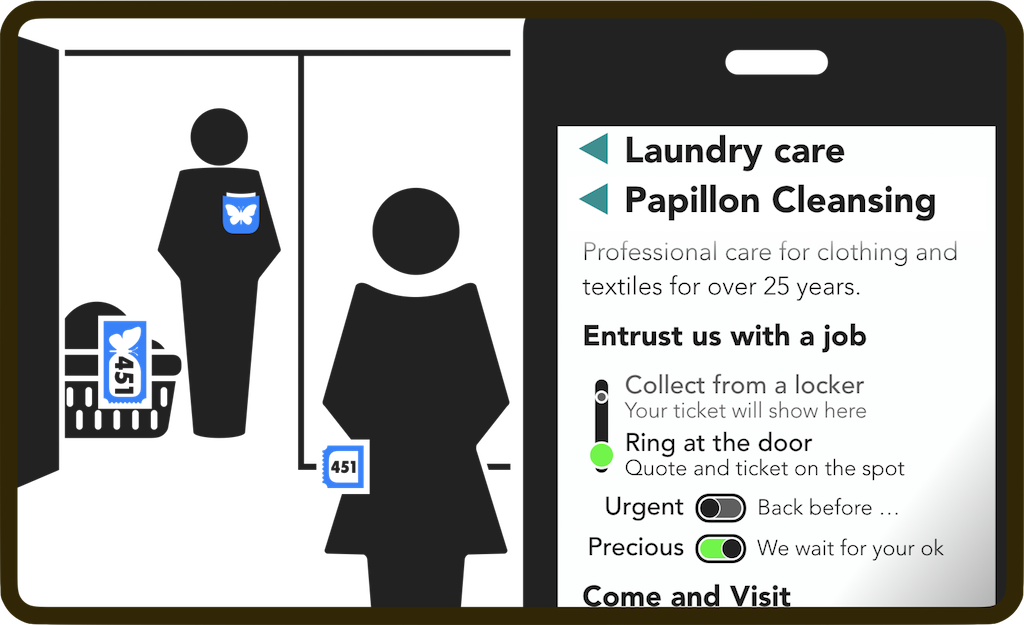 451
451
Laundry care
Papillon Cleansing
Professional care for clothing and
textiles for over 25 years.
Entrust us with a job
Collect from a locker
Your ticket will show here
Ring at the door
Quote and ticket on the spot
Urgent Back before …
Precious We wait for your ok
Come and Visit